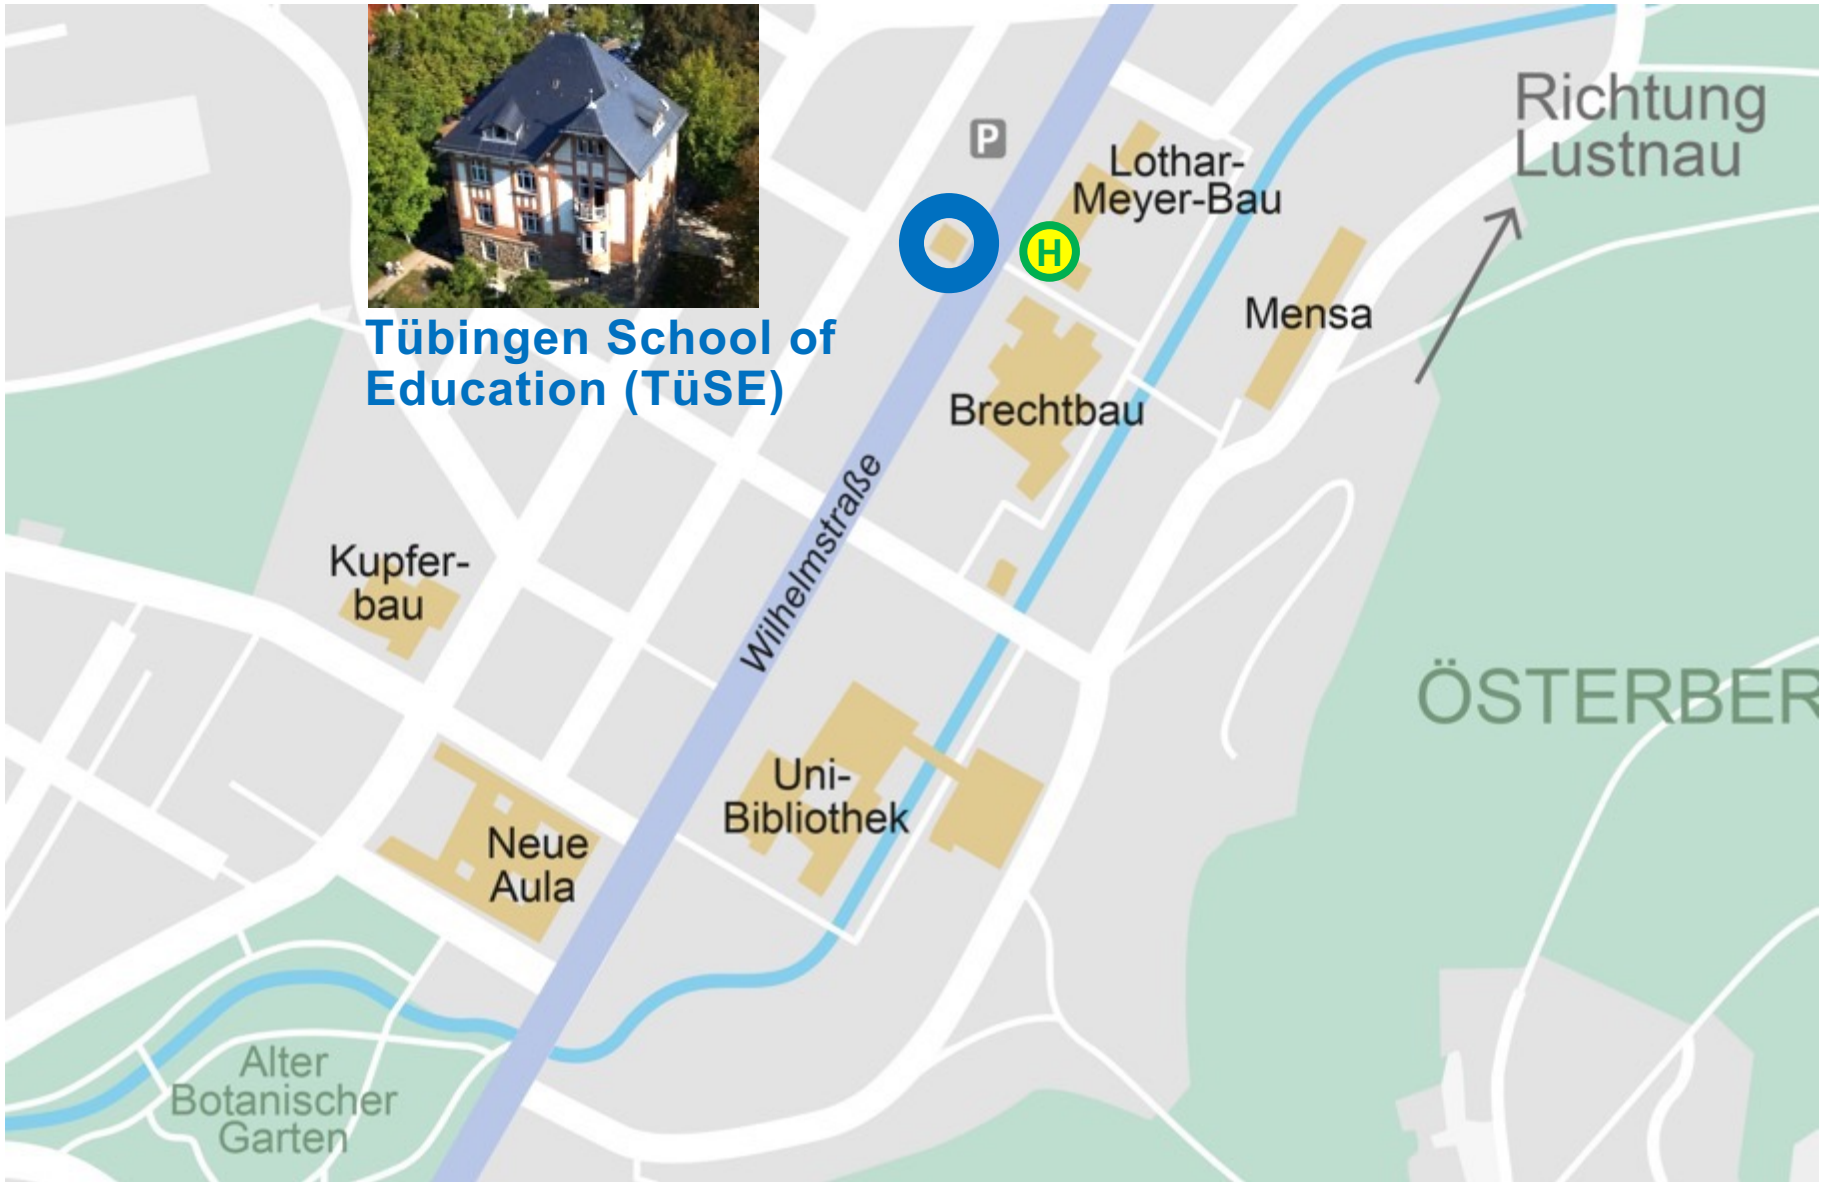 Richtung
Lustnau
P
Lothar-
Meyer-Bau
H
Mensa
Tübingen School of
Education (TüSE)
Brechtbau
Wilhelmstraße
Kupfer-
bau
ÖSTERBER
Uni-
Bibliothek
Neue
Aula
Alter
Botanischer
Garten